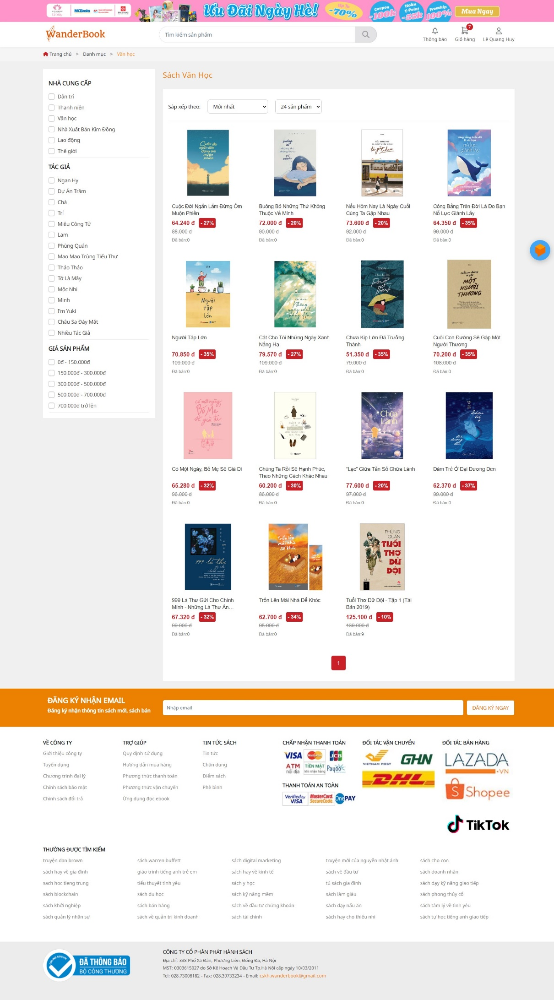 Ưu Đãi Ngày Hè!
Up To
-70%
Coupon
-100k
Hoàn
F-Point
-55k
Freeship
100%
Mua Ngay
WanderBook
Tìm kiếm sản phẩm
7
Thông báo
Giỏ hàng
Lê Quang Huy
Trang chủ > Danh mục > Văn học
NHÀ CUNG CẤP
Dân trí
Thanh niên
Văn học
Nhà Xuất Bản Kim Đồng
Lao động
Thế giới
TÁC GIẢ
Ngạn Hy
Dự Án Trầm
Chà
Trí
Miêu Công Tử
Lam
Phùng Quán
Mao Mao Trùng Tiểu Thư
Thảo Thảo
Tớ Là Mây
Mộc Nhi
Minh
I'm Yuki
Châu Sa Đáy Mắt
Nhiều Tác Giả
GIÁ SẢN PHẨM
0đ - 150.000đ
150.000đ - 300.000đ
300.000đ - 500.000đ
500.000đ - 700.000đ
700.000đ trở lên
Sách Văn Học
Sắp xếp theo:
Mới nhất
24 sản phẩm
Cuộc Đời Ngắn Lắm Đừng Ôm Muộn Phiền
64.240 đ - 27%
88.000 đ
Đã bán:0
Buông Bỏ Những Thứ Không Thuộc Về Mình
72.000 đ - 20%
90.000 đ
Đã bán:0
Nếu Hôm Nay Là Ngày Cuối Cùng Ta Gặp Nhau
73.600 đ - 20%
92.000 đ
Đã bán:0
Công Bằng Trên Đời Là Do Bạn Nỗ Lực Giành Lấy
64.350 đ - 35%
99.000 đ
Đã bán:0
Người Tập Lớn
70.850 đ - 35%
109.000 đ
Đã bán:0
Cất Cho Tôi Những Ngày Xanh Nắng Hạ
79.570 đ - 27%
109.000 đ
Đã bán:0
Chưa Kịp Lớn Đã Trưởng Thành
51.350 đ - 35%
79.000 đ
Đã bán:0
Cuối Con Đường Sẽ Gặp Một Người Thương
70.200 đ - 35%
108.000 đ
Đã bán:0
Có Một Ngày, Bố Mẹ Sẽ Già Đi
65.280 đ - 32%
96.000 đ
Đã bán:0
Chúng Ta Rồi Sẽ Hạnh Phúc, Theo Những Cách Khác Nhau
60.200 đ - 30%
86.000 đ
Đã bán:0
“Lạc” Giữa Tần Số Chữa Lành
77.600 đ - 20%
97.000 đ
Đã bán:0
Đám Trẻ Ở Đại Dương Đen
62.370 đ - 37%
99.000 đ
Đã bán:0
999 Lá Thư Gửi Cho Chính Mình - Những Lá Thư Ấn...
67.320 đ - 32%
99.000 đ
Đã bán:0
Trốn Lên Mái Nhà Để Khóc
62.700 đ - 34%
95.000 đ
Đã bán:0
PHÙNG QUÁN
TUỔI THƠ DỮ DỘI
TẬP 1
Tuổi Thơ Dữ Dội - Tập 1 (Tái Bản 2019)
125.100 đ - 10%
139.000 đ
Đã bán:9
1
ĐĂNG KÝ NHẬN EMAIL
Đăng ký nhận thông tin sách mới, sách bán
Nhập email
ĐĂNG KÝ NGAY
VỀ CÔNG TY
Giới thiệu công ty
Tuyển dụng
Chương trình đại lý
Chính sách bảo mật
Chính sách đổi trả
TRỢ GIÚP
Quy định sử dụng
Hướng dẫn mua hàng
Phương thức thanh toán
Phương thức vận chuyển
Ứng dụng đọc ebook
TIN TỨC SÁCH
Tin tức
Chân dung
Điểm sách
Phê bình
CHẤP NHẬN THANH TOÁN
VISA MasterCard JCB
ATM nội địa
TIỀN MẶT khi nhận hàng
Payoo
THANH TOÁN AN TOÀN
Verified by VISA
MasterCard. SecureCode.
OnePAY
ĐỐI TÁC VẬN CHUYỂN
VIETNAM POST
GHN
DHL
ĐỐI TÁC BÁN HÀNG
LAZADA .VN
Shopee
TikTok
THƯỜNG ĐƯỢC TÌM KIẾM
truyện dan brown
sách warren buffett
sách digital marketing
truyện mới của nguyễn nhật ánh
sách cho con
sách hay về gia đình
giáo trình tiếng anh trẻ em
sách hay về kinh tế
sách về đầu tư
sách doanh nhân
sach hoc tieng trung
tiểu thuyết tình yêu
sách y học
tủ sách gia đình
sách dạy kỹ năng giao tiếp
sách blockchain
sách du học
sách kỹ năng mềm
sách làm giàu
sách phong thủy cổ
sách khởi nghiệp
sách bán hàng
sách về đầu tư chứng khoán
sách dạy nấu ăn
sách tâm lý về tình yêu
sách quản lý nhân sự
sách về quản trị kinh doanh
sách tài chính
sách hay cho thiếu nhi
sách tự học tiếng anh giao tiếp
ONLINE.GOV.VN
ĐÃ THÔNG BÁO
BỘ CÔNG THƯƠNG
CÔNG TY CỔ PHẦN PHÁT HÀNH SÁCH
Địa chỉ: 338 Phố Xã Đàn, Phương Liên, Đống Đa, Hà Nội
MST: 0303615027 do Sở Kế Hoạch Và Đầu Tư Tp.Hà Nội cấp ngày 10/03/2011
Tel: 028.73008182 - Fax: 028.39733234 - Email: cskh.wanderbook@gmail.com